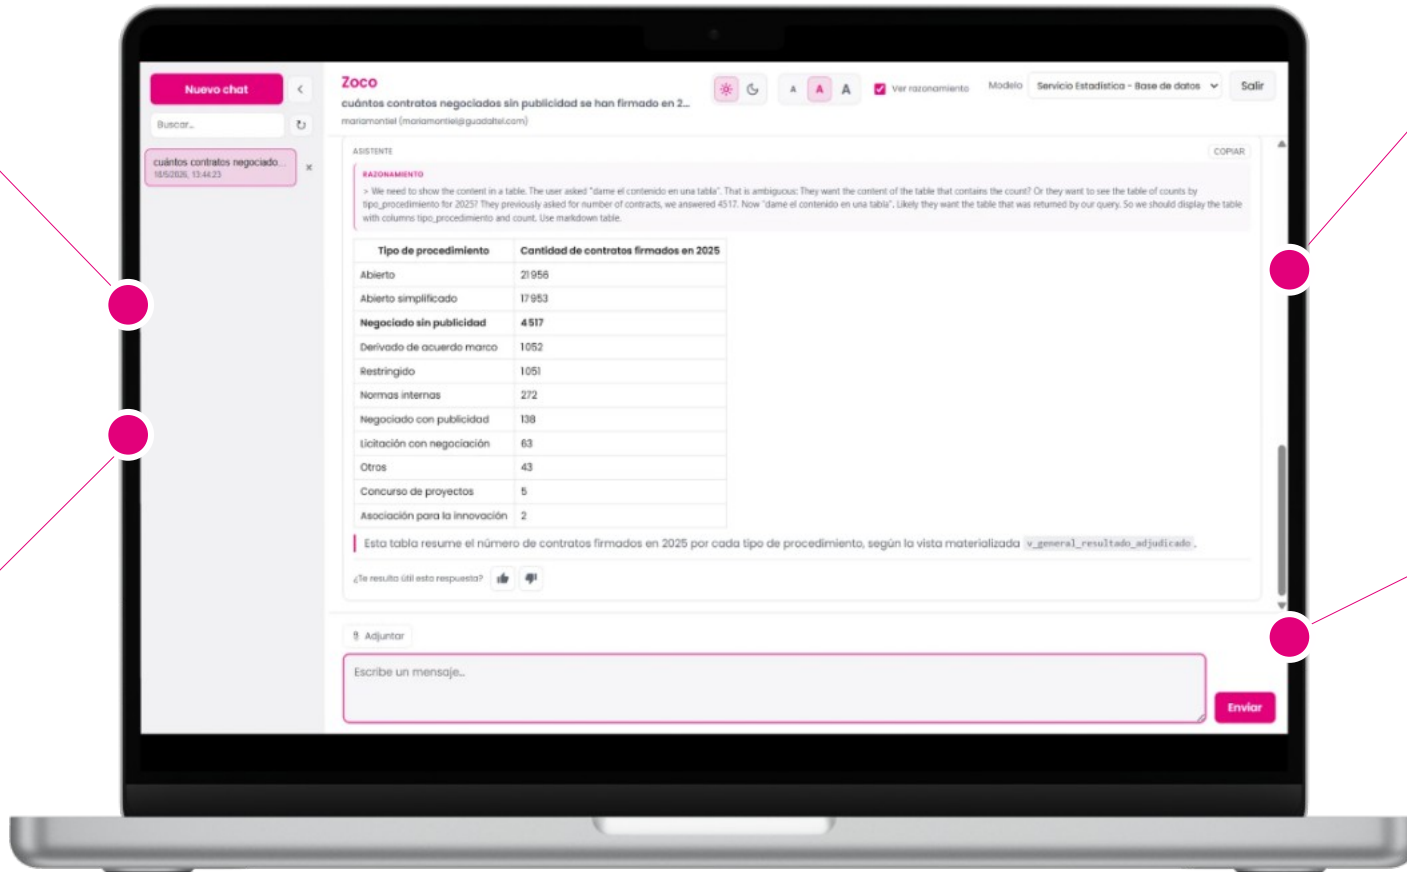 Nuevo chat
Buscar...
cuántos contratos negociado...
18/5/2026, 13:44:23
Zoco
cuántos contratos negociados sin publicidad se han firmado en 2...
mariamontiel (mariamontiel@guadaltel.com)
A A A
Ver razonamiento
Modelo
Servicio Estadística - Base de datos
Salir
ASISTENTE
COPIAR
RAZONAMIENTO
> We need to show the content in a table. The user asked "dame el contenido en una tabla". That is ambiguous: They want the content of the table that contains the count? Or they want to see the table of counts by
tipo_procedimiento for 2025? They previously asked for number of contracts, we answered 4517. Now "dame el contenido en una tabla". Likely they want the table that was returned by our query. So we should display the table
with columns tipo_procedimiento and count. Use markdown table.
Tipo de procedimiento Cantidad de contratos firmados en 2025
Abierto 21956
Abierto simplificado 17953
Negociado sin publicidad 4517
Derivado de acuerdo marco 1052
Restringido 1051
Normas internas 272
Negociado con publicidad 138
Licitación con negociación 63
Otros 43
Concurso de proyectos 5
Asociación para la innovación 2
Esta tabla resume el número de contratos firmados en 2025 por cada tipo de procedimiento, según la vista materializada v_general_resultado_adjudicado.
¿Te resulta útil esta respuesta?
Adjuntar
Escribe un mensaje...
Enviar